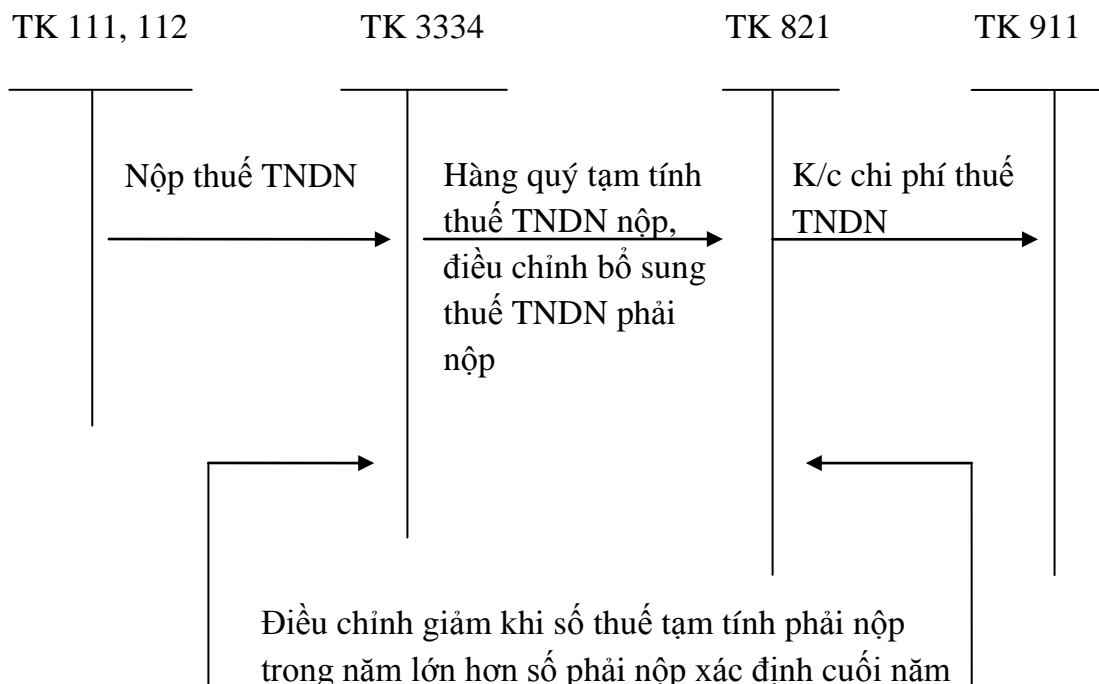 TK 111, 112 TK 3334 TK 821 TK 911
Nộp thuế TNDN
Hàng quý tạm tính
thuế TNDN nộp,
điều chỉnh bổ sung
thuế TNDN phải
nộp
K/c chi phí thuế
TNDN
Điều chỉnh giảm khi số thuế tạm tính phải nộp
trong năm lớn hơn số phải nộp xác định cuối năm